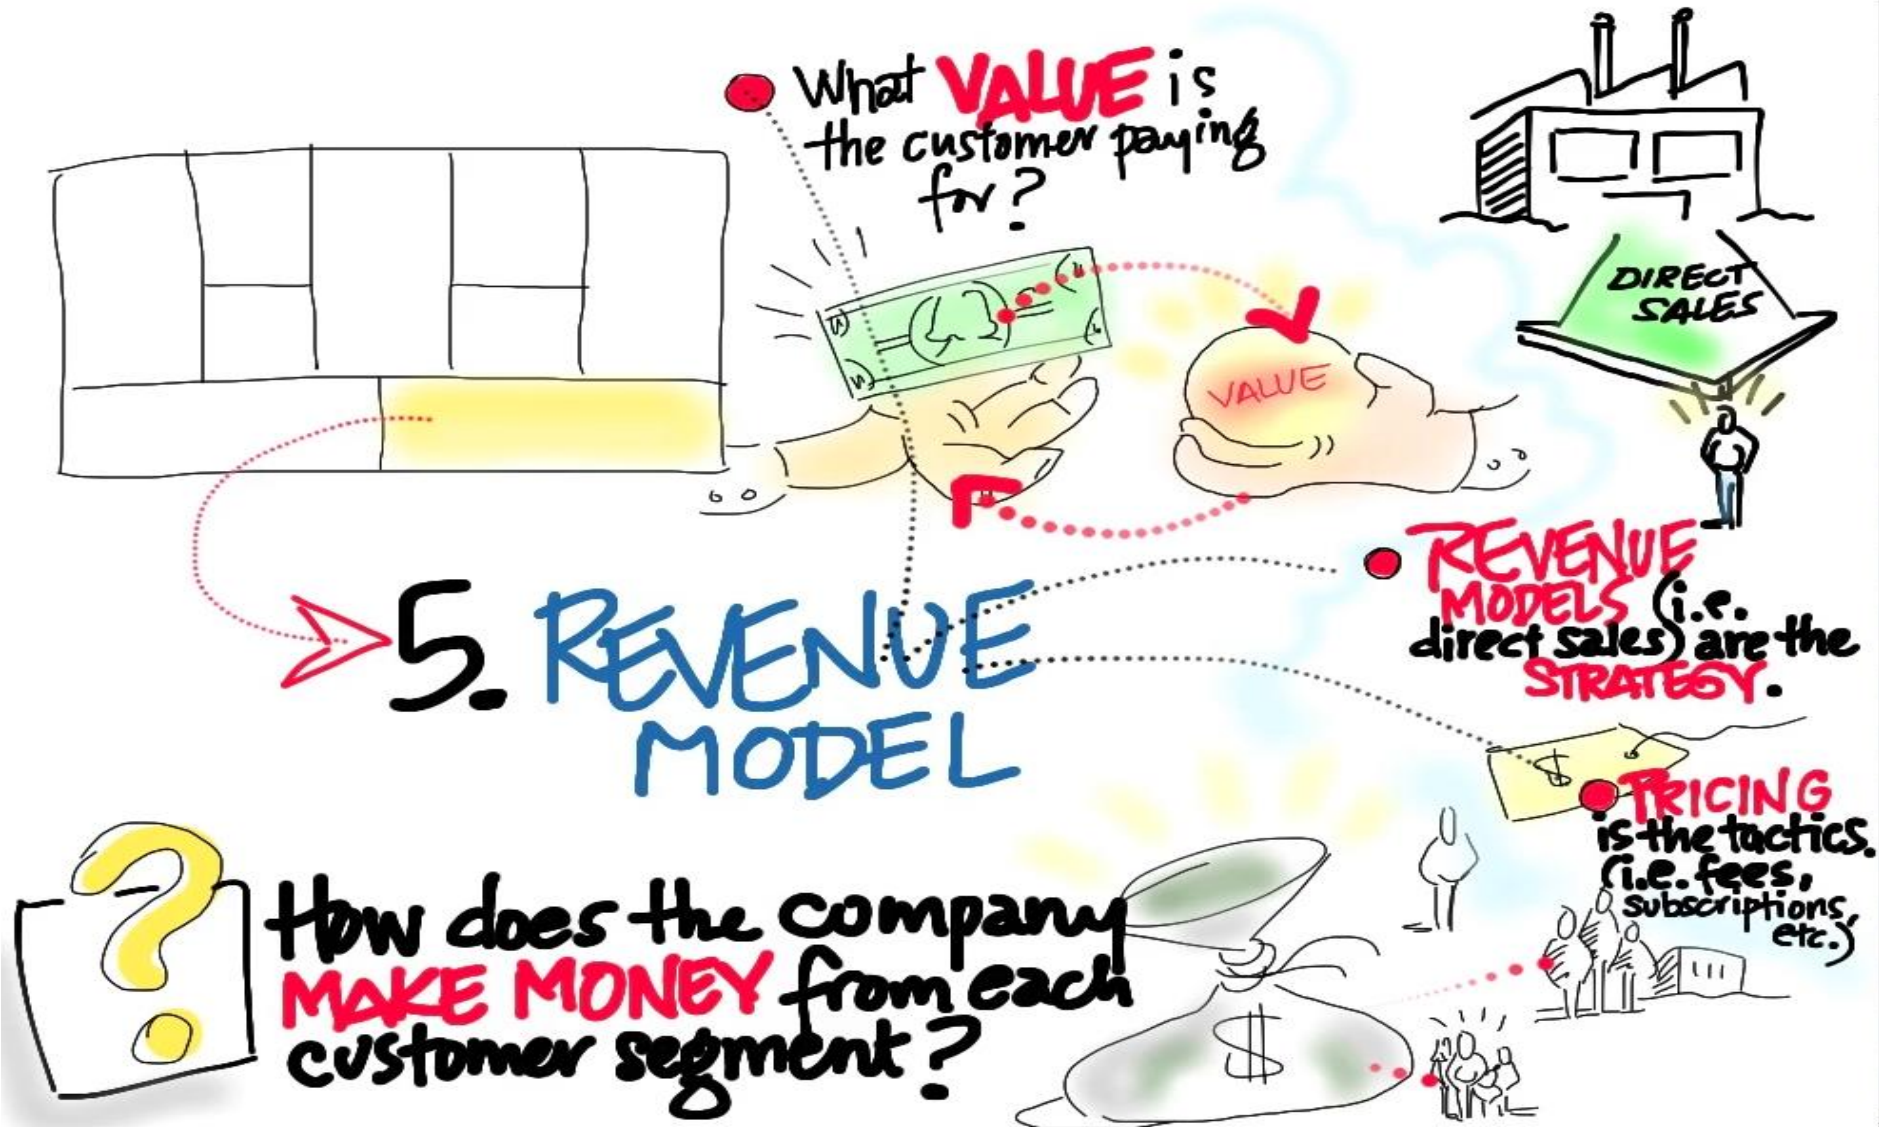 What VALUE is
the customer paying
for?
VALUE
DIRECT
SALES
5. REVENUE
MODEL
REVENUE
MODELS (i.e.
direct sales) are the
STRATEGY.
$
PRICING
is the tactics.
(i.e. fees,
subscriptions,
etc.)
?
How does the company
MAKE MONEY from each
customer segment?
$